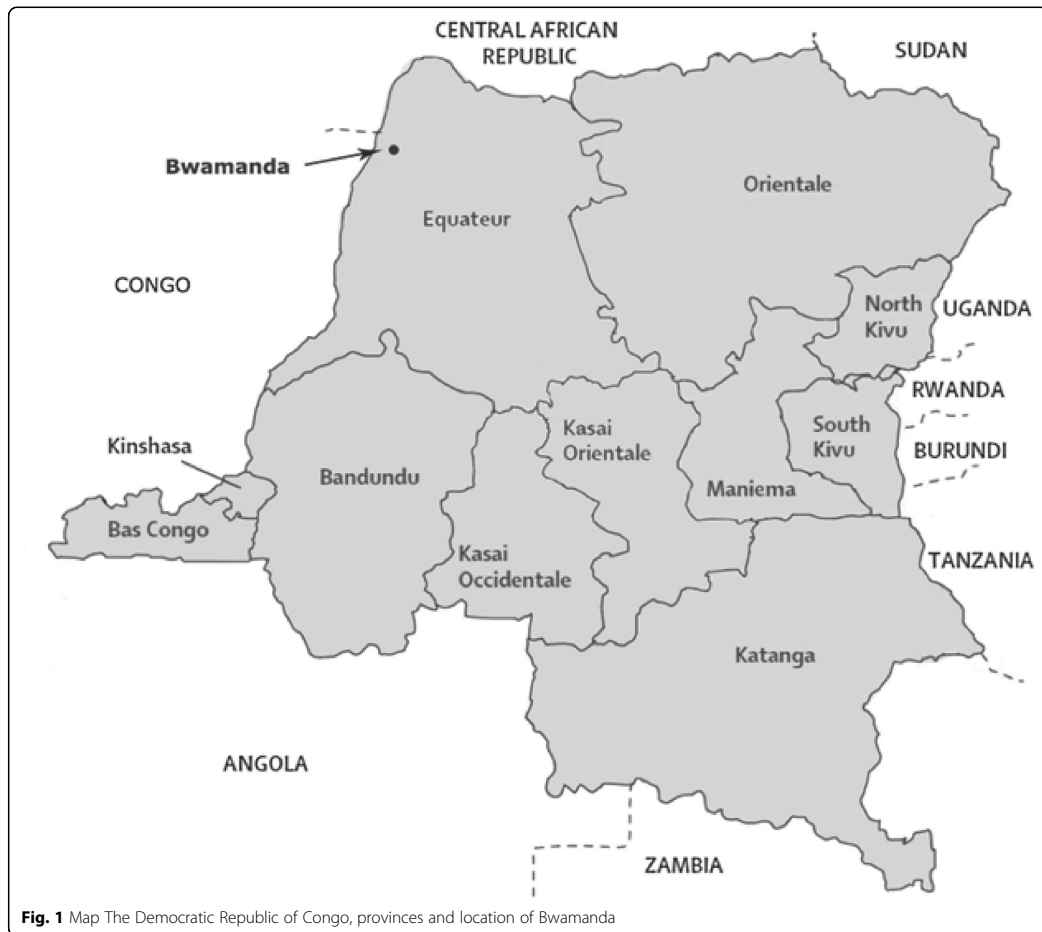 CENTRAL AFRICAN
REPUBLIC
SUDAN
Bwamanda
Orientale
Equateur
CONGO
North
Kivu
UGANDA
RWANDA
Kinshasa
Kasai
Orientale
South
Kivu
BURUNDI
Bandundu
Maniema
Bas Congo
Kasai
Occidentale
TANZANIA
Katanga
ANGOLA
ZAMBIA
Fig. 1 Map The Democratic Republic of Congo, provinces and location of Bwamanda